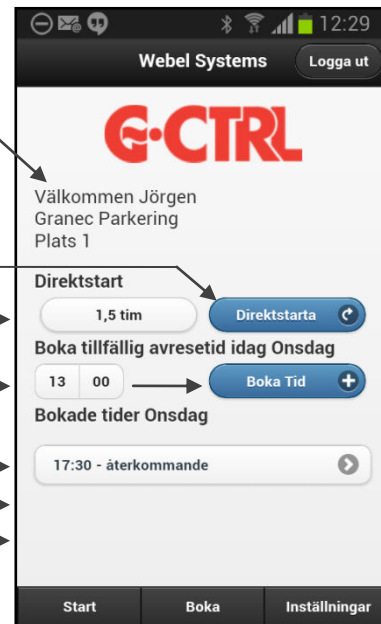 12:29
Webel Systems
Logga ut
G·CTRL
Välkommen Jörgen
Granec Parkering
Plats 1
Direktstart
1,5 tim
Direktstarta
Boka tillfällig avresetid idag Onsdag
13 00
Boka Tid
Bokade tider Onsdag
17:30 - återkommande
Start
Boka
Inställningar